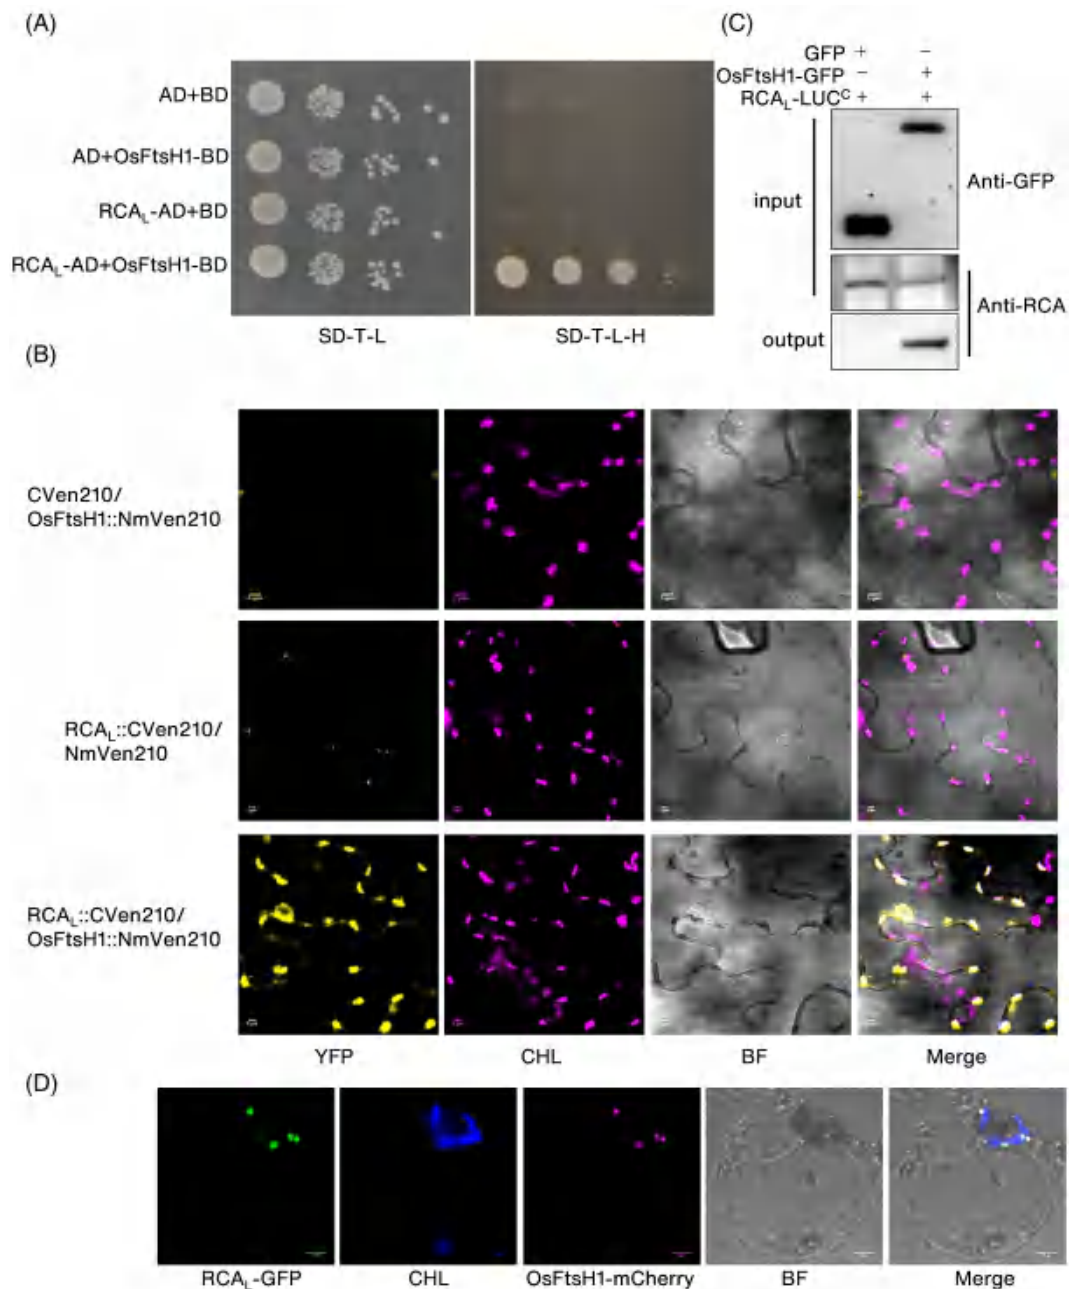 (A)
AD+BD
AD+OsFtsH1-BD
RCAL-AD+BD
RCAL-AD+OsFtsH1-BD
SD-T-L
SD-T-L-H
(C)
GFP + −
OsFtsH1-GFP − +
RCAL-LUCC + +
input
Anti-GFP
Anti-RCA
output
(B)
CVen210/
OsFtsH1::NmVen210
RCAL::CVen210/
NmVen210
RCAL::CVen210/
OsFtsH1::NmVen210
YFP
CHL
BF
Merge
(D)
RCAL-GFP
CHL
OsFtsH1-mCherry
BF
Merge